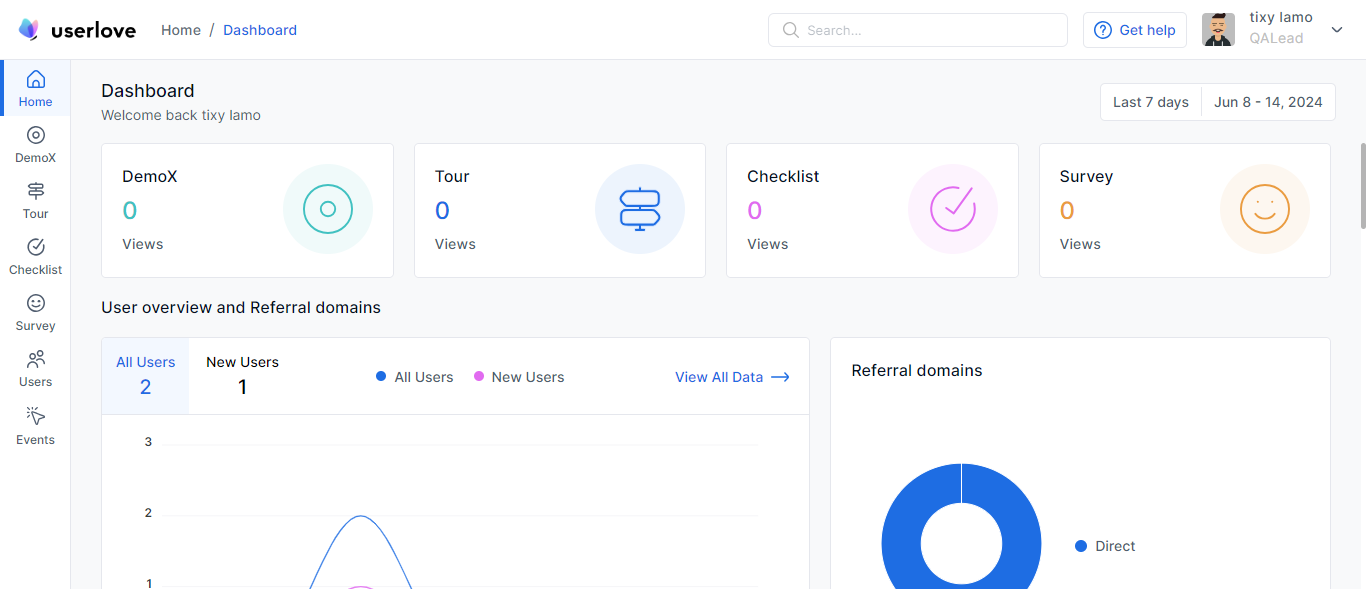 userlove
Home / Dashboard
Search...
Get help
tixy lamo
QALead
Home
DemoX
Tour
Checklist
Survey
Users
Events
Dashboard
Welcome back tixy lamo
Last 7 days
Jun 8 - 14, 2024
DemoX
0
Views
Tour
0
Views
Checklist
0
Views
Survey
0
Views
User overview and Referral domains
All Users
2
New Users
1
All Users
New Users
View All Data
3
2
1
Referral domains
Direct